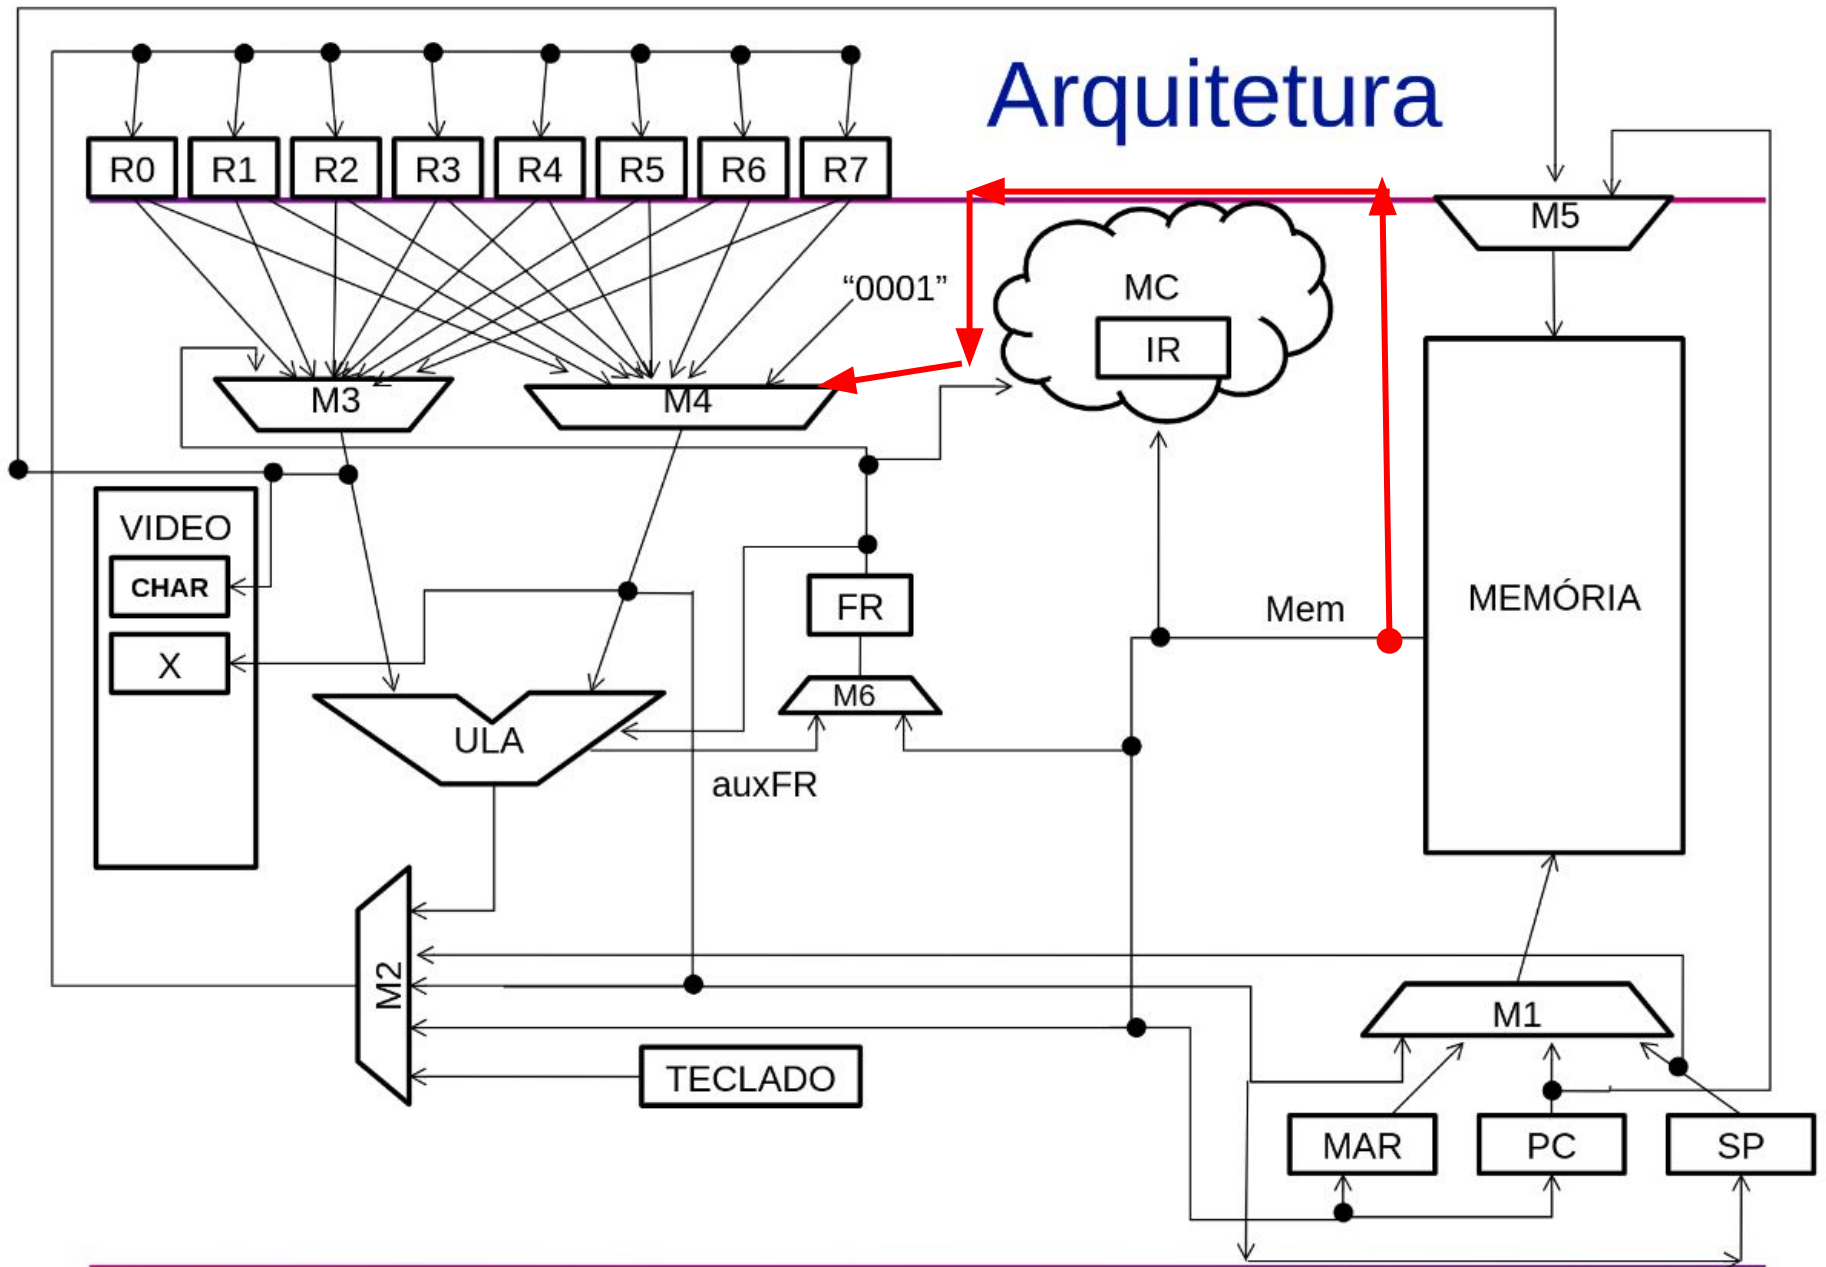 Arquitetura
R0 R1 R2 R3 R4 R5 R6 R7
M5
“0001”
MC
IR
M3 M4
VIDEO
CHAR
X
FR
Mem
MEMÓRIA
M6
ULA
auxFR
M2
M1
TECLADO
MAR PC SP